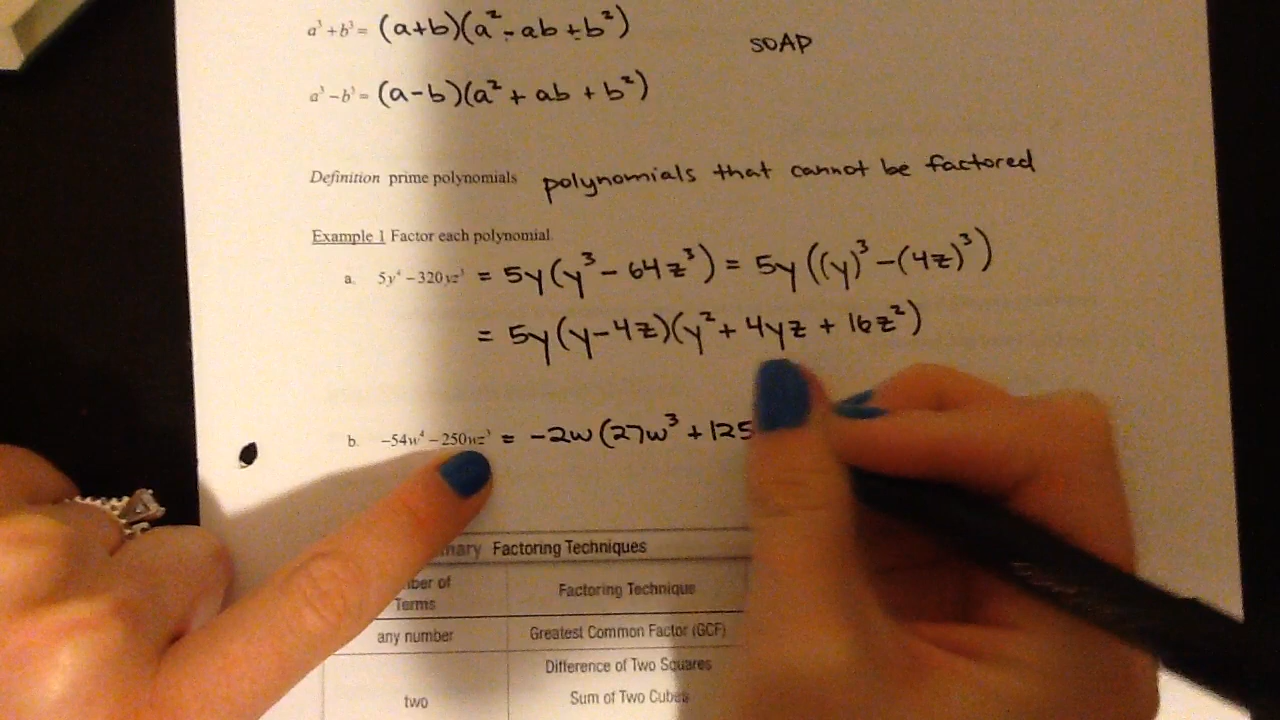 a³ + b³ = (a+b)(a² - ab + b²)
SOAP
a³ - b³ = (a-b)(a² + ab + b²)
Definition prime polynomials polynomials that cannot be factored
Example 1 Factor each polynomial.
a. 5y⁴ - 320yz³ = 5y(y³ - 64z³) = 5y((y)³ - (4z)³)
= 5y(y-4z)(y² + 4yz + 16z²)
b. -54w⁴ - 250wz³ = -2w(27w³ + 125
Factoring Techniques
of
Terms
Factoring Technique
any number
Greatest Common Factor (GCF)
Difference of Two Squares
two
Sum of Two Cubes